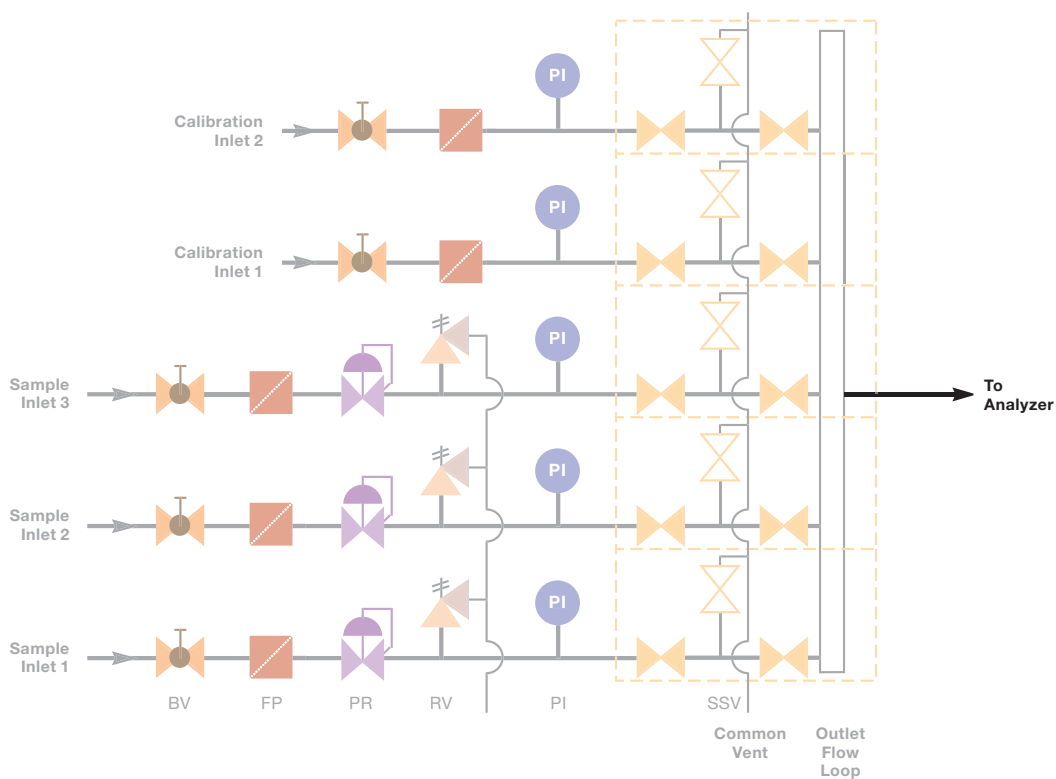 PI
Calibration
Inlet 2
PI
Calibration
Inlet 1
PI
Sample
Inlet 3
To
Analyzer
PI
Sample
Inlet 2
PI
Sample
Inlet 1
BV
FP
PR
RV
PI
SSV
Common
Vent
Outlet
Flow
Loop